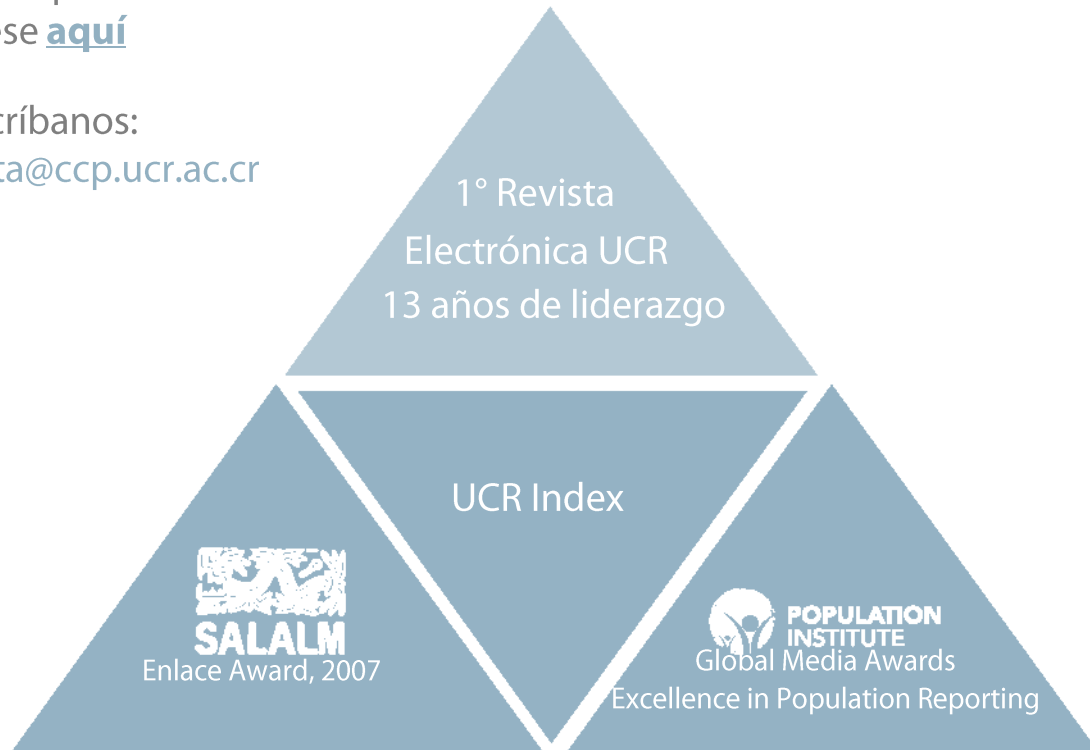 ese aquí
críbanos:
ta@ccp.ucr.ac.cr
1° Revista
Electrónica UCR
13 años de liderazgo
UCR Index
SALALM
Enlace Award, 2007
POPULATION
INSTITUTE
Global Media Awards
Excellence in Population Reporting